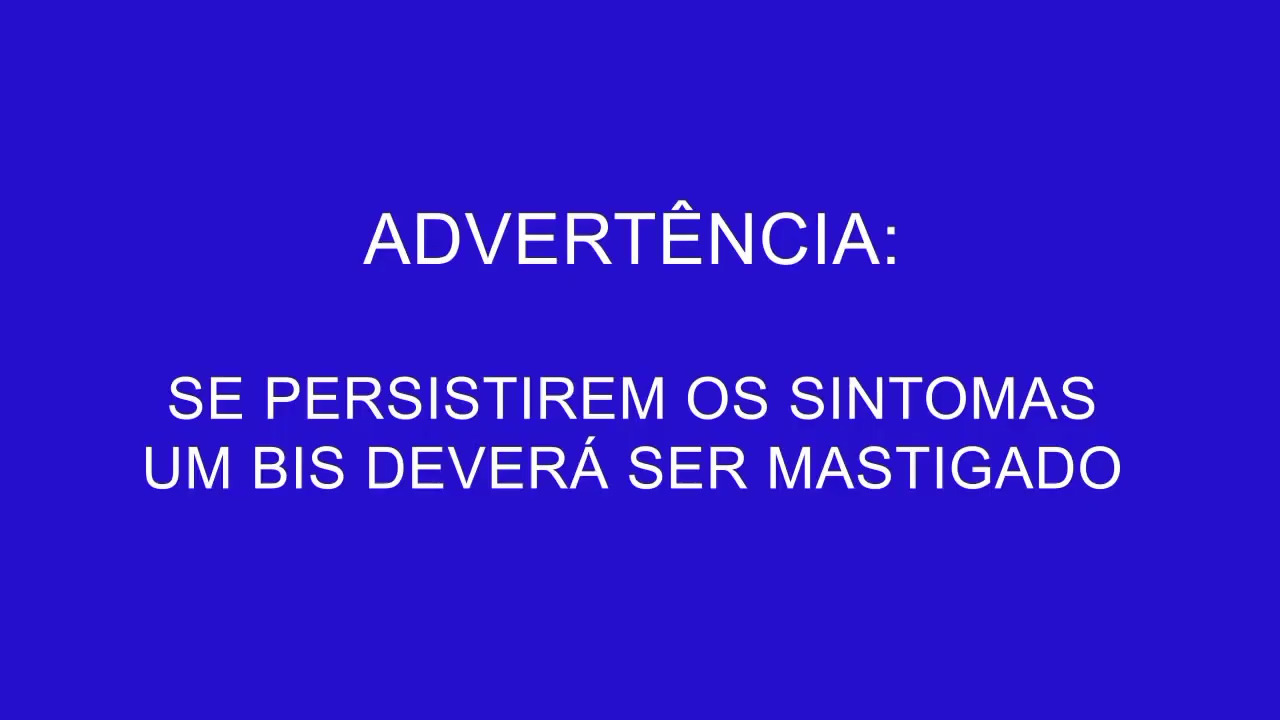 ADVERTÊNCIA:
SE PERSISTIREM OS SINTOMAS
UM BIS DEVERÁ SER MASTIGADO